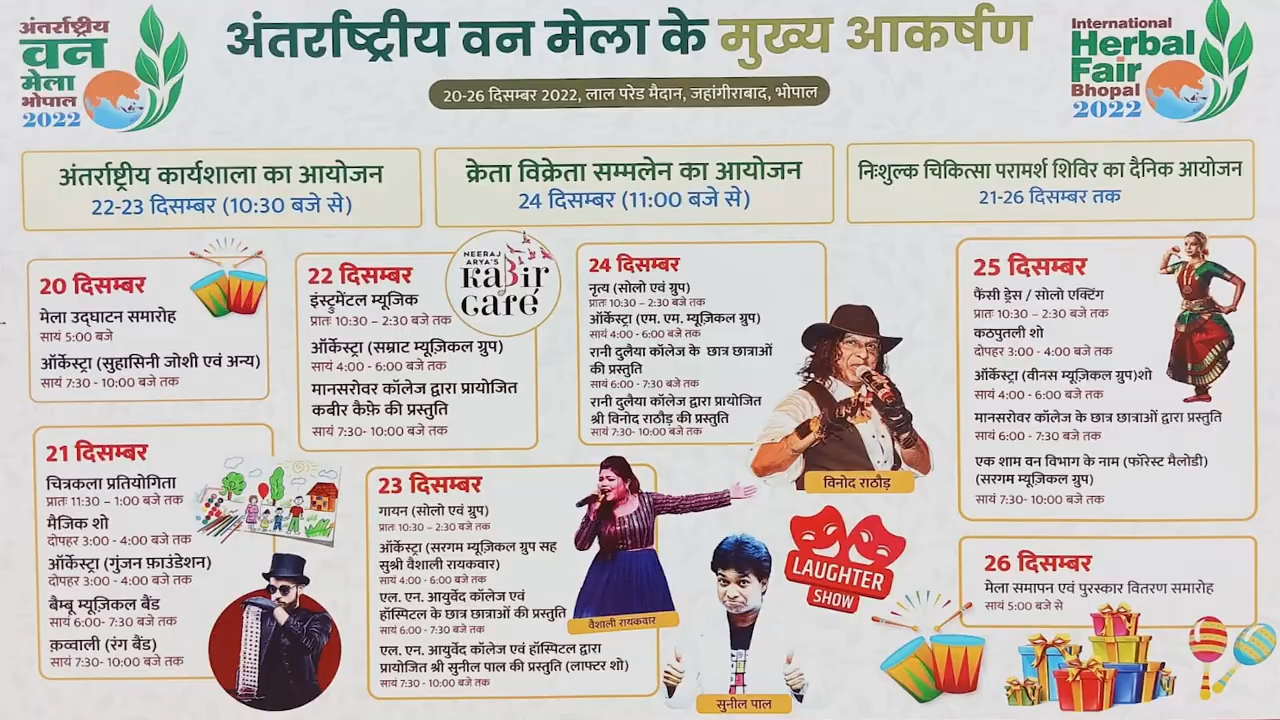 अंतर्राष्ट्रीय
वन
मेला
भोपाल
2022
अंतर्राष्ट्रीय वन मेला के मुख्य आकर्षण
20-26 दिसम्बर 2022, लाल परेड मैदान, जहांगीराबाद, भोपाल
International
Herbal
Fair
Bhopal
2022
अंतर्राष्ट्रीय कार्यशाला का आयोजन
22-23 दिसम्बर (10:30 बजे से)
क्रेता विक्रेता सम्मलेन का आयोजन
24 दिसम्बर (11:00 बजे से)
निःशुल्क चिकित्सा परामर्श शिविर का दैनिक आयोजन
21-26 दिसम्बर तक
20 दिसम्बर
मेला उद्घाटन समारोह
सायं 5:00 बजे
ऑर्केस्ट्रा (सुहासिनी जोशी एवं अन्य)
सायं 7:30 - 10:00 बजे तक
21 दिसम्बर
चित्रकला प्रतियोगिता
प्रातः 11:30 – 1:00 बजे तक
मैजिक शो
दोपहर 3:00 - 4:00 बजे तक
ऑर्केस्ट्रा (गुंजन फ़ाउंडेशन)
दोपहर 3:00 - 4:00 बजे तक
बैम्बू म्यूज़िकल बैंड
सायं 6:00- 7:30 बजे तक
क़व्वाली (रंग बैंड)
सायं 7:30- 10:00 बजे तक
22 दिसम्बर
इंस्ट्रूमेंटल म्यूजिक
प्रातः 10:30 – 2:30 बजे तक
ऑर्केस्ट्रा (सम्राट म्यूज़िकल ग्रुप)
सायं 4:00 - 6:00 बजे तक
मानसरोवर कॉलेज द्वारा प्रायोजित
कबीर कैफ़े की प्रस्तुति
सायं 7:30- 10:00 बजे तक
NEERAJ
ARYA'S
KaBir
café
23 दिसम्बर
गायन (सोलो एवं ग्रुप)
प्रातः 10:30 – 2:30 बजे तक
ऑर्केस्ट्रा (सरगम म्यूज़िकल ग्रुप सह
सुश्री वैशाली रायकवार)
सायं 4:00 - 6:00 बजे तक
एल. एन. आयुर्वेद कॉलेज एवं
हॉस्पिटल के छात्र छात्राओं की प्रस्तुति
सायं 6:00 - 7:30 बजे तक
एल. एन. आयुर्वेद कॉलेज एवं हॉस्पिटल द्वारा
प्रायोजित श्री सुनील पाल की प्रस्तुति (लाफ्टर शो)
सायं 7:30 - 10:00 बजे तक
वैशाली रायकवार
24 दिसम्बर
नृत्य (सोलो एवं ग्रुप)
प्रातः 10:30 – 2:30 बजे तक
ऑर्केस्ट्रा (एम. एम. म्यूज़िकल ग्रुप)
सायं 4:00 - 6:00 बजे तक
रानी दुलैया कॉलेज के छात्र छात्राओं
की प्रस्तुति
सायं 6:00 - 7:30 बजे तक
रानी दुलैया कॉलेज द्वारा प्रायोजित
श्री विनोद राठौड़ की प्रस्तुति
सायं 7:30- 10:00 बजे तक
विनोद राठौड़
LAUGHTER
SHOW
सुनील पाल
25 दिसम्बर
फैंसी ड्रेस / सोलो एक्टिंग
प्रातः 10:30 – 2:30 बजे तक
कठपुतली शो
दोपहर 3:00 - 04:00 बजे तक
ऑर्केस्ट्रा (वीनस म्यूज़िकल ग्रुप)शो
सायं 4:00 - 6:00 बजे तक
मानसरोवर कॉलेज के छात्र छात्राओं द्वारा प्रस्तुति
सायं 6:00 - 7:30 बजे तक
एक शाम वन विभाग के नाम (फॉरेस्ट मैलोडी)
(सरगम म्यूज़िकल ग्रुप)
सायं 7:30- 10:00 बजे तक
26 दिसम्बर
मेला समापन एवं पुरस्कार वितरण समारोह
सायं 5:00 बजे से